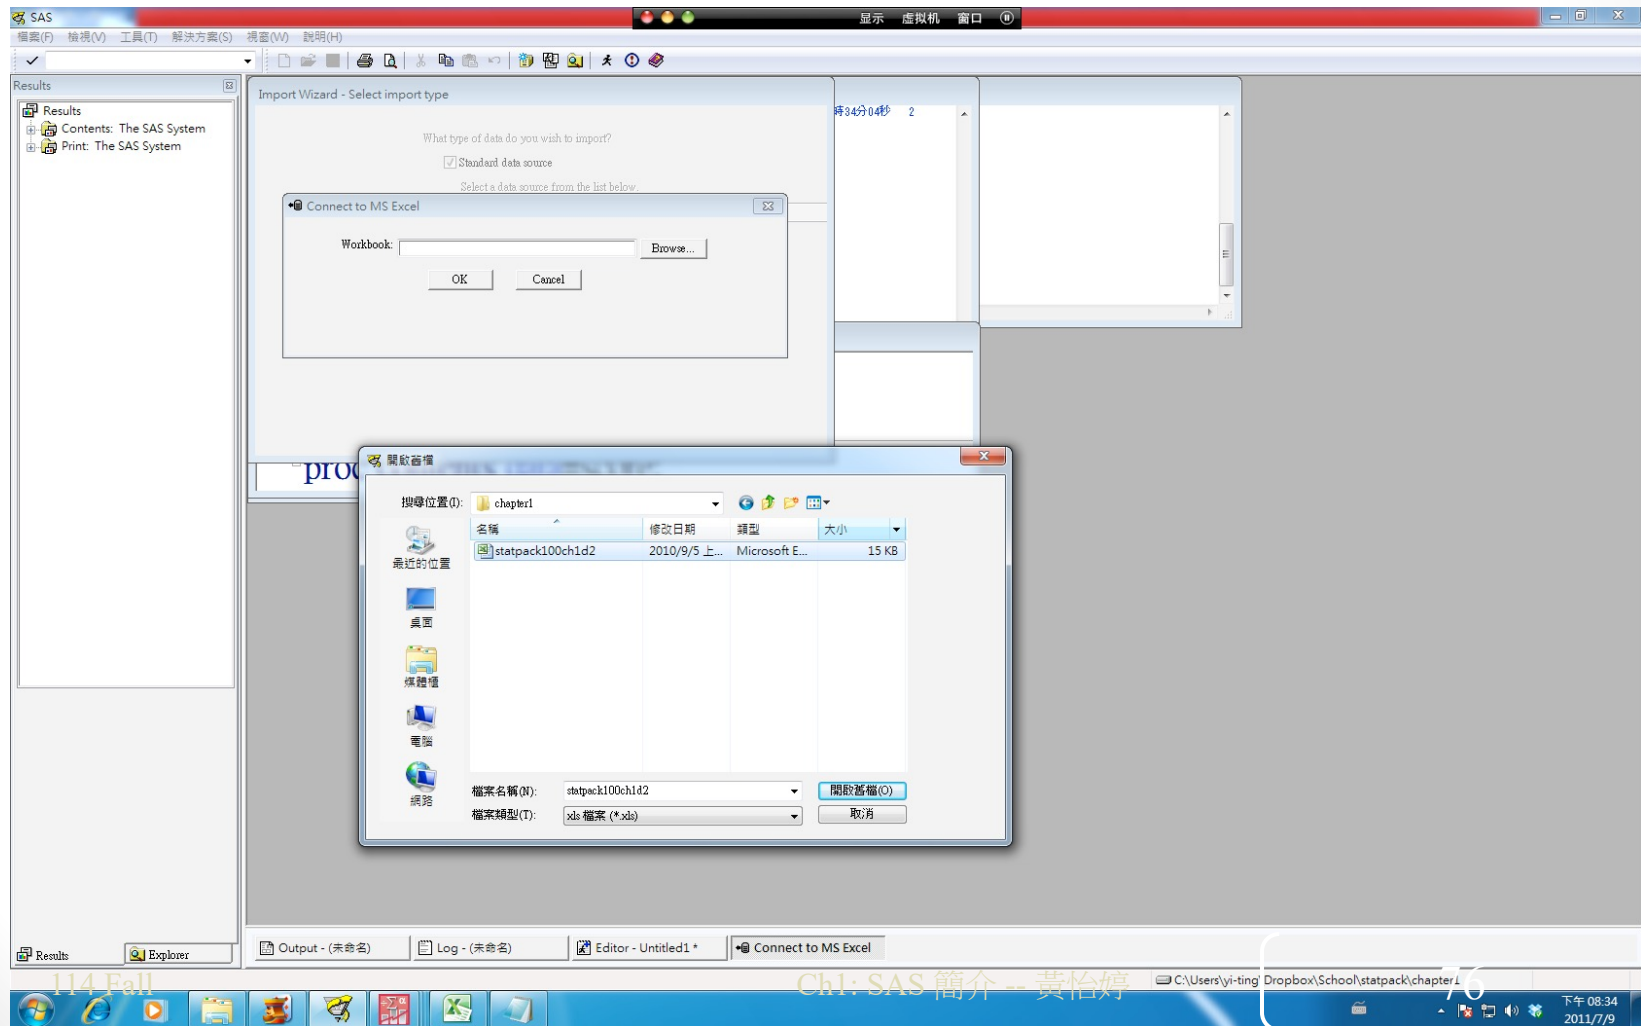 SAS
显示 虚拟机 窗口
檔案(F) 檢視(V) 工具(T) 解決方案(S) 視窗(W) 說明(H)
Results
Results
Contents: The SAS System
Print: The SAS System
Import Wizard - Select import type
What type of data do you wish to import?
Standard data source
Select a data source from the list below.
時34分04秒 2
Connect to MS Excel
Workbook:
Browse...
OK
Cancel
proc
開啟舊檔
搜尋位置(I):
chapter1
名稱 修改日期 類型 大小
statpack100ch1d2 2010/9/5 上... Microsoft E... 15 KB
最近的位置
桌面
媒體櫃
電腦
網路
檔案名稱(N): statpack100ch1d2 開啟舊檔(O)
檔案類型(T): xls 檔案 (*.xls) 取消
Results
Explorer
Output - (未命名)
Log - (未命名)
Editor - Untitled1 *
Connect to MS Excel
C:\Users\yi-ting\Dropbox\School\statpack\chapter1
114 Fall
Ch1: SAS 簡介 -- 黃怡婷
76
下午 08:34
2011/7/9